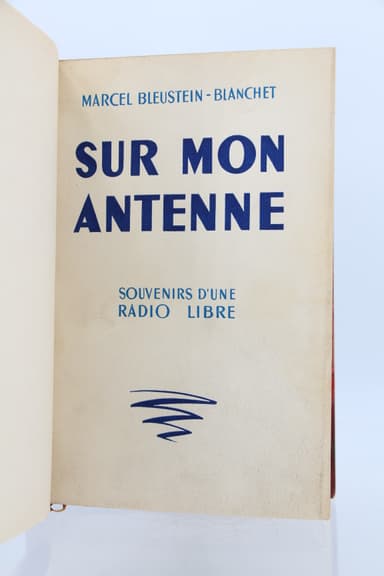 MARCEL BLEUSTEIN-BLANCHET
SUR MON
ANTENNE
SOUVENIRS D'UNE
RADIO LIBRE